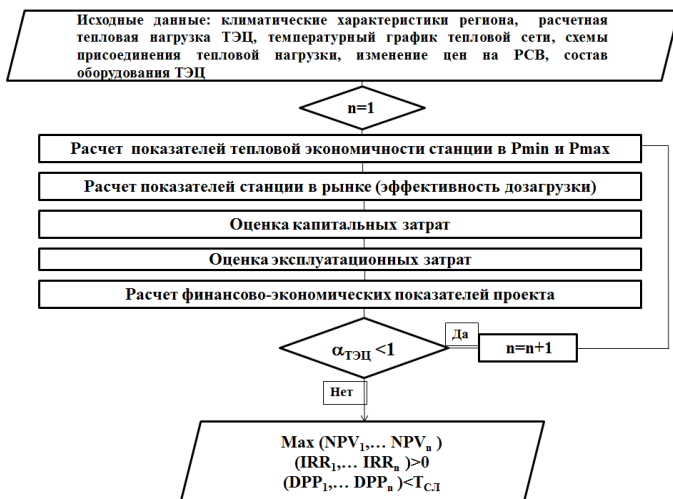 Исходные данные: климатические характеристики региона, расчетная
тепловая нагрузка ТЭЦ, температурный график тепловой сети, схемы
присоединения тепловой нагрузки, изменение цен на РСВ, состав
оборудования ТЭЦ
n=1
Расчет показателей тепловой экономичности станции в Pmin и Pmax
Расчет показателей станции в рынке (эффективность дозагрузки)
Оценка капитальных затрат
Оценка эксплуатационных затрат
Расчет финансово-экономических показателей проекта
α_ТЭЦ <1
Да
n=n+1
Нет
Max (NPV₁,... NPVₙ )
(IRR₁,... IRRₙ )>0
(DPP₁,... DPPₙ )<T_СЛ